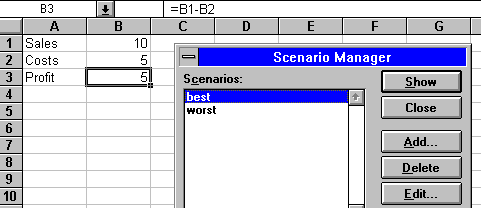 B3 =B1-B2
A B C D E F G
1 Sales 10
2 Costs 5
3 Profit 5
4
5
6
7
8
9
10
Scenario Manager
Scenarios:
best
worst
Show
Close
Add...
Delete
Edit...